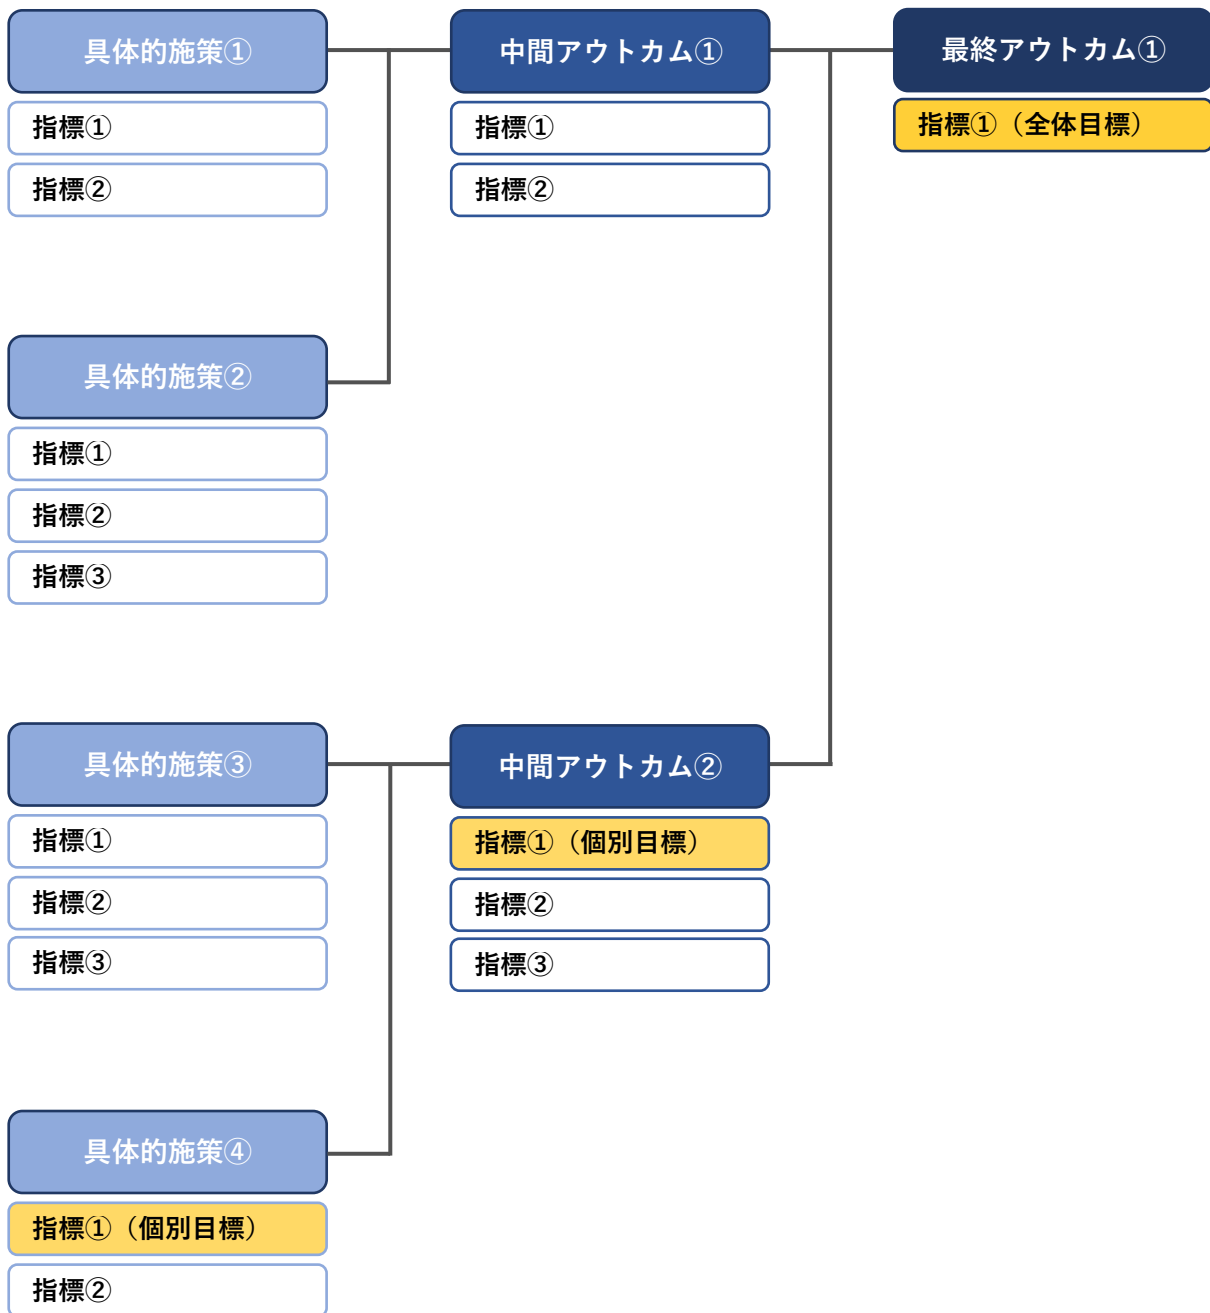 具体的施策①
指標①
指標②
中間アウトカム①
指標①
指標②
最終アウトカム①
指標①（全体目標）
具体的施策②
指標①
指標②
指標③
具体的施策③
指標①
指標②
指標③
中間アウトカム②
指標①（個別目標）
指標②
指標③
具体的施策④
指標①（個別目標）
指標②